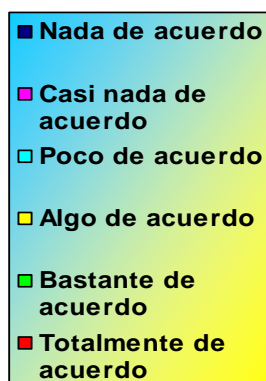 Nada de acuerdo
Casi nada de
acuerdo
Poco de acuerdo
Algo de acuerdo
Bastante de
acuerdo
Totalmente de
acuerdo